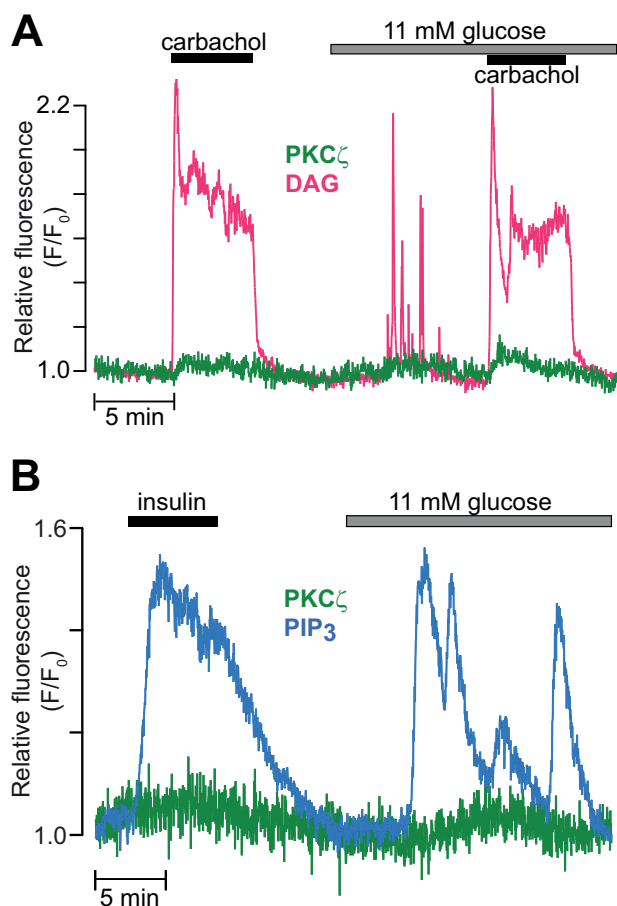 A
carbachol
11 mM glucose
carbachol
2.2
PKCζ
DAG
Relative fluorescence
(F/F0)
1.0
5 min
B
insulin
11 mM glucose
1.6
PKCζ
PIP3
Relative fluorescence
(F/F0)
1.0
5 min